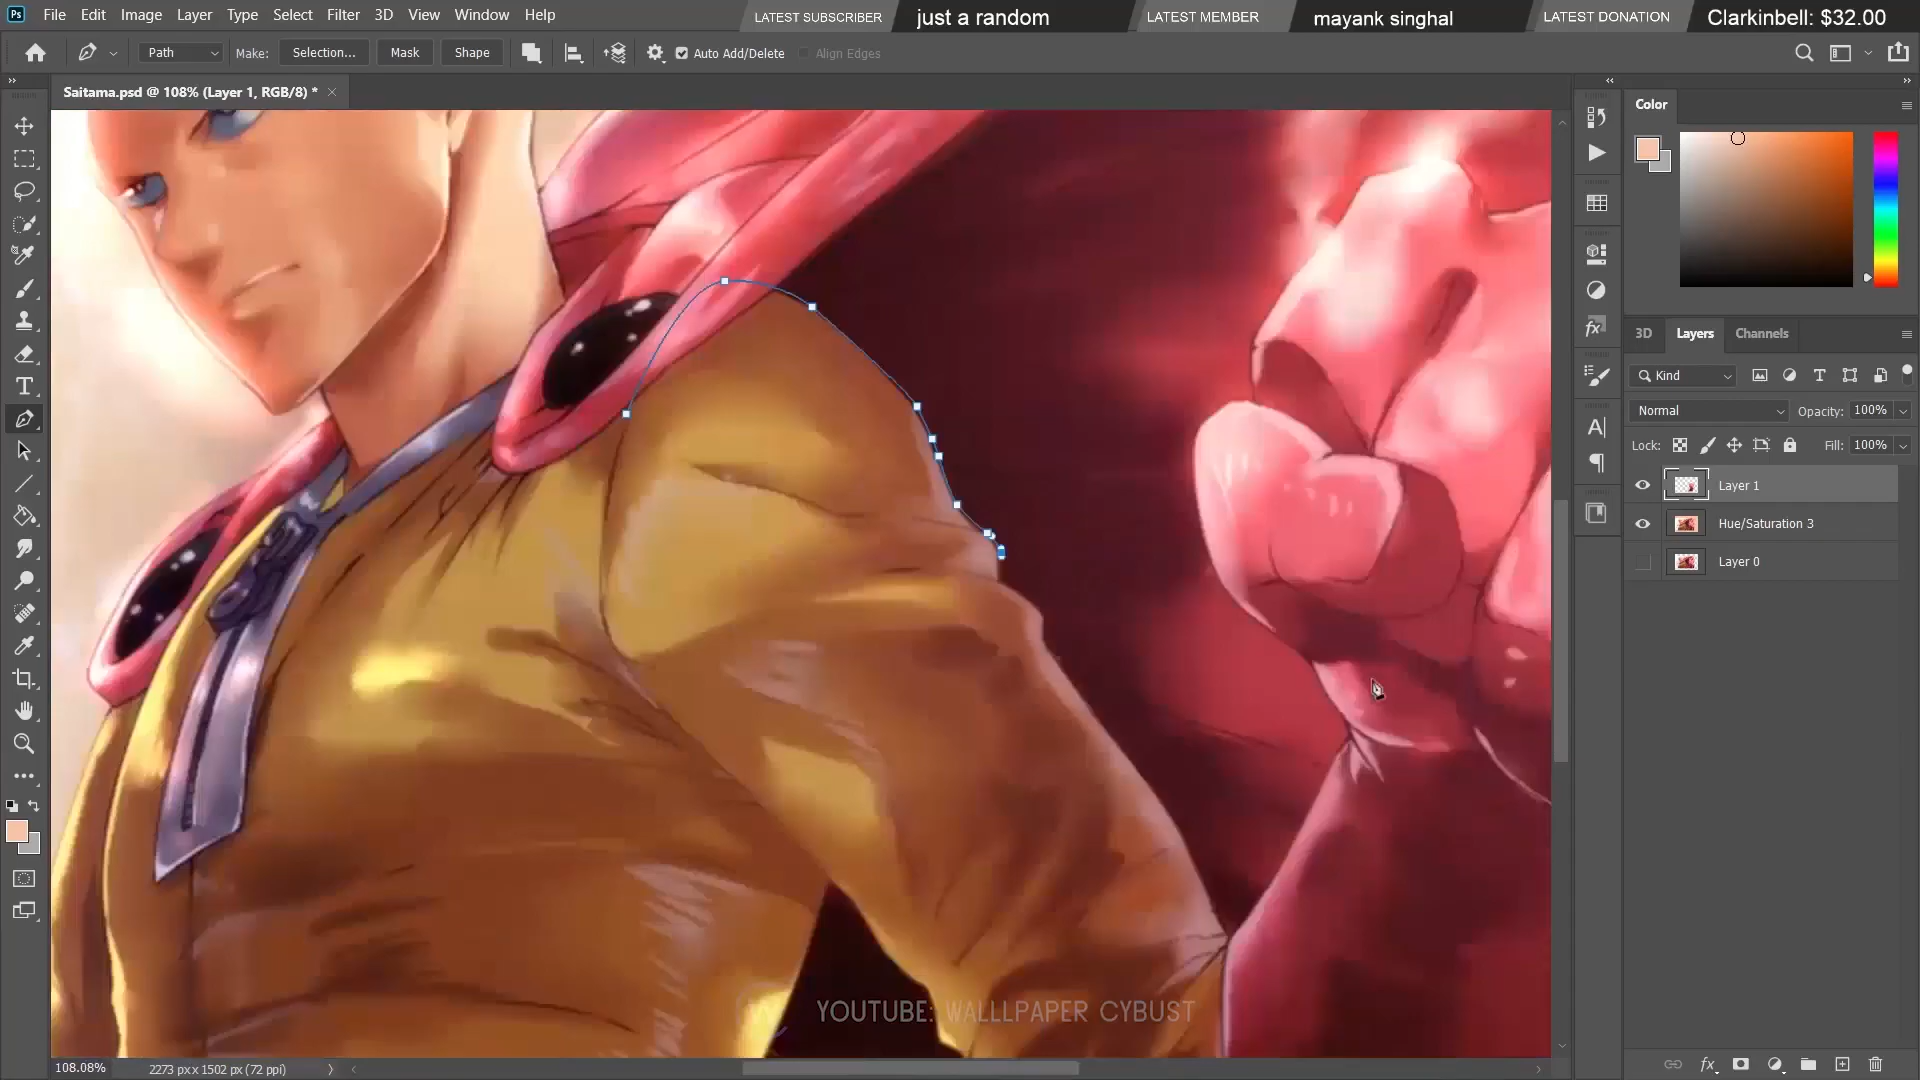 Ps File Edit Image Layer Type Select Filter 3D View Window Help
LATEST SUBSCRIBER just a random LATEST MEMBER mayank singhal LATEST DONATION Clarkinbell: $32.00
Path Make: Selection... Mask Shape Auto Add/Delete Align Edges
Saitama.psd @ 108% (Layer 1, RGB/8) *
Color
3D Layers Channels
Kind
Normal Opacity: 100%
Lock: Fill: 100%
Layer 1
Hue/Saturation 3
Layer 0
YOUTUBE: WALLLPAPER CYBUST
108.08% 2273 px x 1502 px (72 ppi)